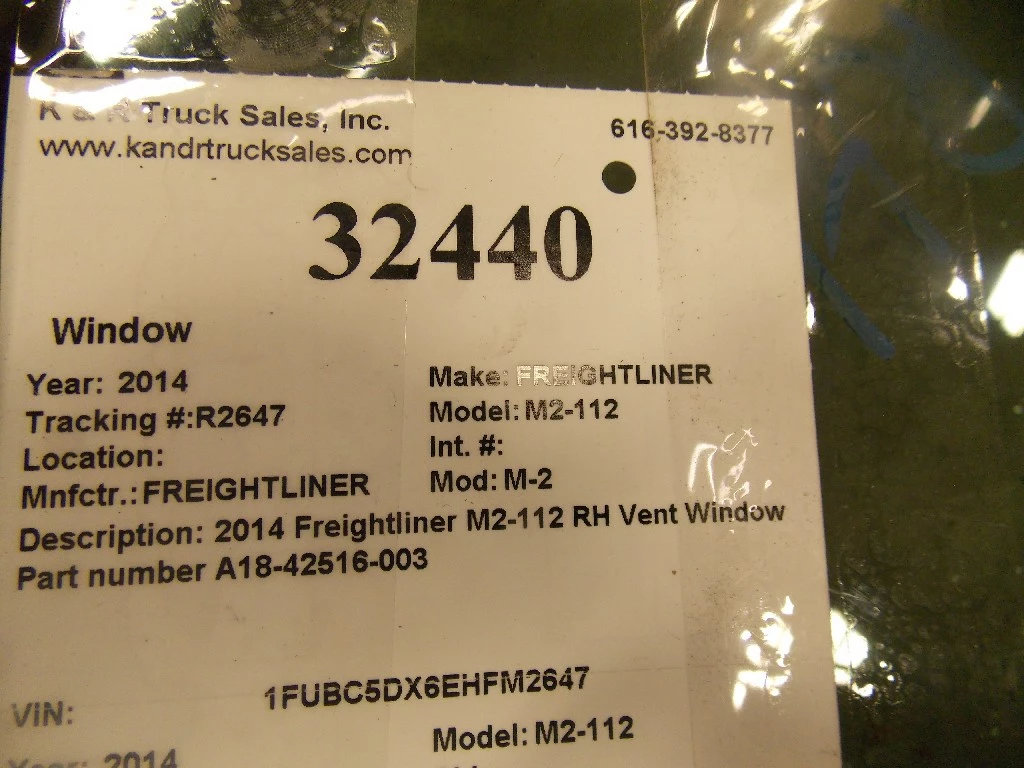 K & R Truck Sales, Inc.
616-392-8377
www.kandrtrucksales.com
32440
Window
Year: 2014
Make: FREIGHTLINER
Tracking #:R2647
Model: M2-112
Location:
Int. #:
Mnfctr.: FREIGHTLINER
Mod: M-2
Description: 2014 Freightliner M2-112 RH Vent Window
Part number A18-42516-003
VIN: 1FUBC5DX6EHFM2647
Year: 2014
Model: M2-112